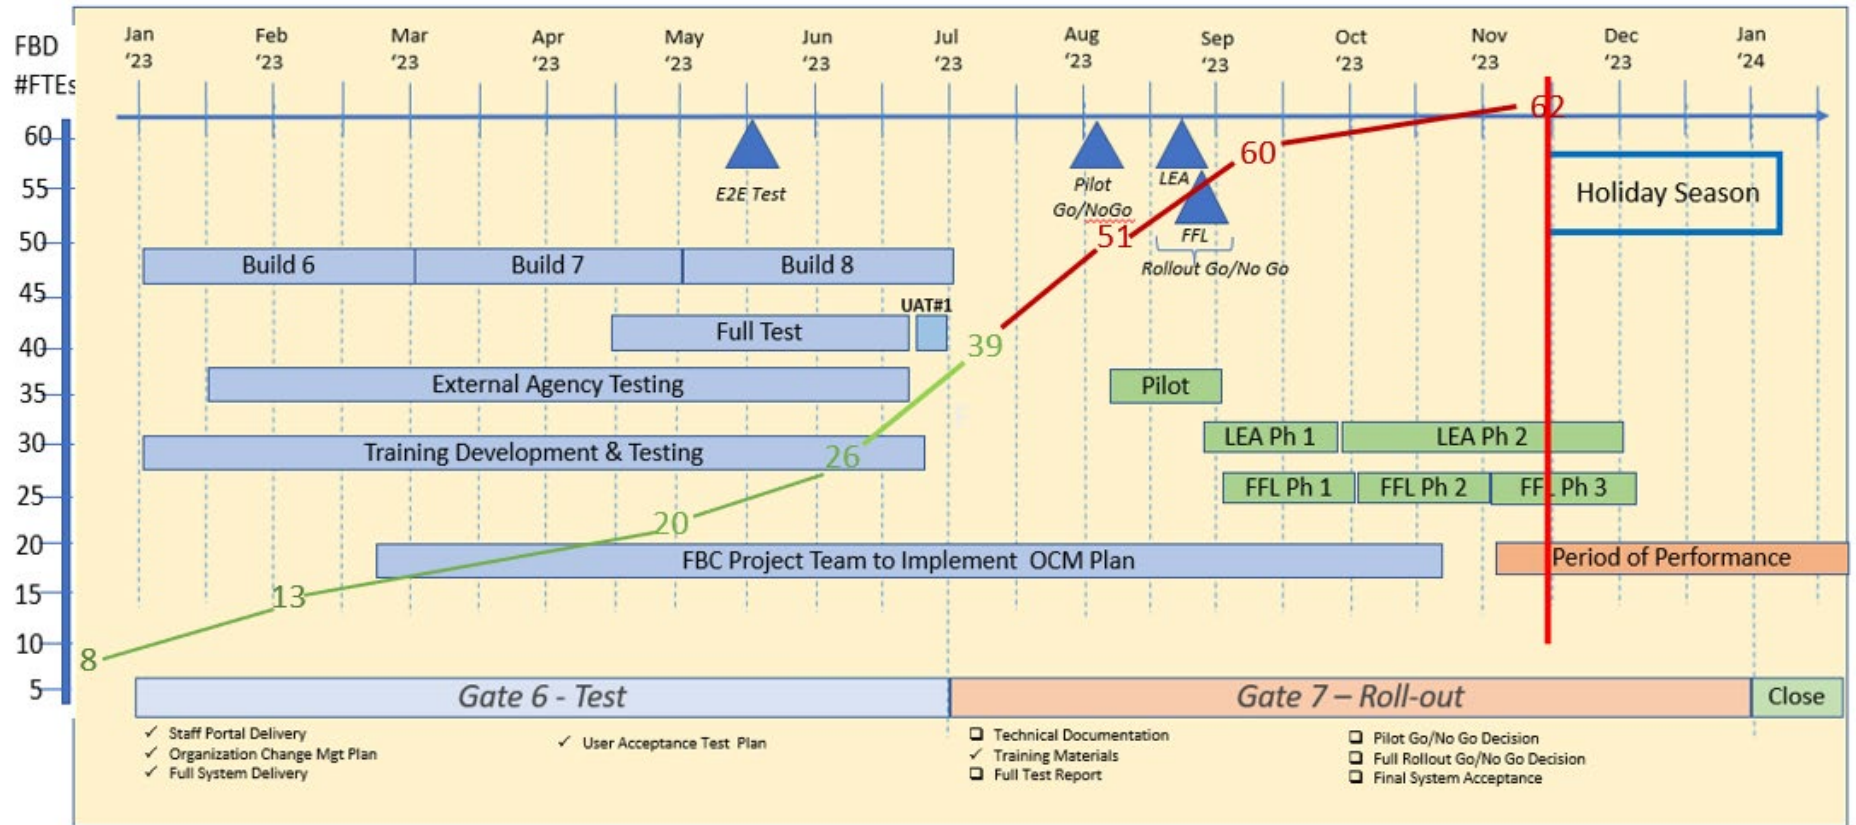 FBD
#FTEs
Jan '23
Feb '23
Mar '23
Apr '23
May '23
Jun '23
Jul '23
Aug '23
Sep '23
Oct '23
Nov '23
Dec '23
Jan '24
60
55
50
45
40
35
30
25
20
15
10
5
62
60
51
39
26
20
13
8
E2E Test
Pilot
Go/NoGo
LEA
FFL
Rollout Go/No Go
Holiday Season
Build 6
Build 7
Build 8
UAT#1
Full Test
External Agency Testing
Pilot
Training Development & Testing
LEA Ph 1
LEA Ph 2
FFL Ph 1
FFL Ph 2
FFL Ph 3
FBC Project Team to Implement OCM Plan
Period of Performance
Gate 6 - Test
Gate 7 – Roll-out
Close
✓ Staff Portal Delivery
✓ Organization Change Mgt Plan
✓ Full System Delivery
✓ User Acceptance Test Plan
❑ Technical Documentation
✓ Training Materials
❑ Full Test Report
❑ Pilot Go/No Go Decision
❑ Full Rollout Go/No Go Decision
❑ Final System Acceptance